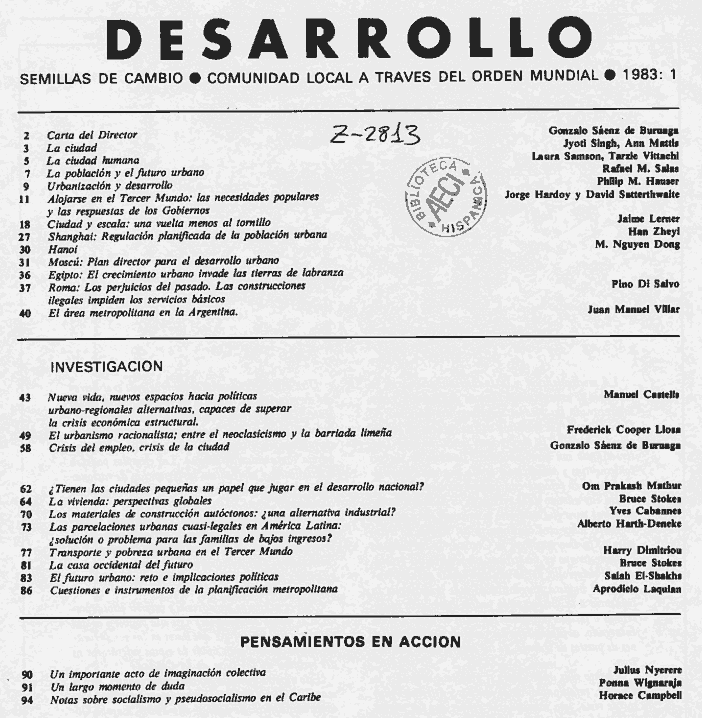 DESARROLLO
SEMILLAS DE CAMBIO ● COMUNIDAD LOCAL A TRAVES DEL ORDEN MUNDIAL ● 1983: 1
Z-2813
BIBLIOTECA
AECI
HISPANICA
2 Carta del Director Gonzalo Sáenz de Buruaga
3 La ciudad Jyoti Singh, Ann Mattis
5 La ciudad humana Laura Samson, Tarzie Vittachi
7 La población y el futuro urbano Rafael M. Salas
9 Urbanización y desarrollo Philip M. Hauser
11 Alojarse en el Tercer Mundo: las necesidades populares Jorge Hardoy y David Satterthwaite
y las respuestas de los Gobiernos
18 Ciudad y escala: una vuelta menos al tornillo Jaime Lerner
27 Shanghai: Regulación planificada de la población urbana Han Zheyi
30 Hanoi M. Nguyen Dong
31 Moscú: Plan director para el desarrollo urbano
36 Egipto: El crecimiento urbano invade las tierras de labranza
37 Roma: Los perjuicios del pasado. Las construcciones Pino Di Salvo
ilegales impiden los servicios básicos
40 El área metropolitana en la Argentina. Juan Manuel Villar
INVESTIGACION
43 Nueva vida, nuevos espacios hacia políticas Manuel Castells
urbano-regionales alternativas, capaces de superar
la crisis económica estructural.
49 El urbanismo racionalista; entre el neoclasicismo y la barriada limeña Frederick Cooper Llosa
58 Crisis del empleo, crisis de la ciudad Gonzalo Sáenz de Buruaga
62 ¿Tienen las ciudades pequeñas un papel que jugar en el desarrollo nacional? Om Prakash Mathur
64 La vivienda: perspectivas globales Bruce Stokes
70 Los materiales de construcción autóctonos: ¿una alternativa industrial? Yves Cabannes
73 Las parcelaciones urbanas cuasi-legales en América Latina: Alberto Harth-Deneke
¿solución o problema para las familias de bajos ingresos?
77 Transporte y pobreza urbana en el Tercer Mundo Harry Dimitriou
81 La casa occidental del futuro Bruce Stokes
83 El futuro urbano: reto e implicaciones políticas Salah El-Shakhs
86 Cuestiones e instrumentos de la planificación metropolitana Aprodicio Laquian
PENSAMIENTOS EN ACCION
90 Un importante acto de imaginación colectiva Julius Nyerere
91 Un largo momento de duda Ponna Wignaraja
94 Notas sobre socialismo y pseudosocialismo en el Caribe Horace Campbell